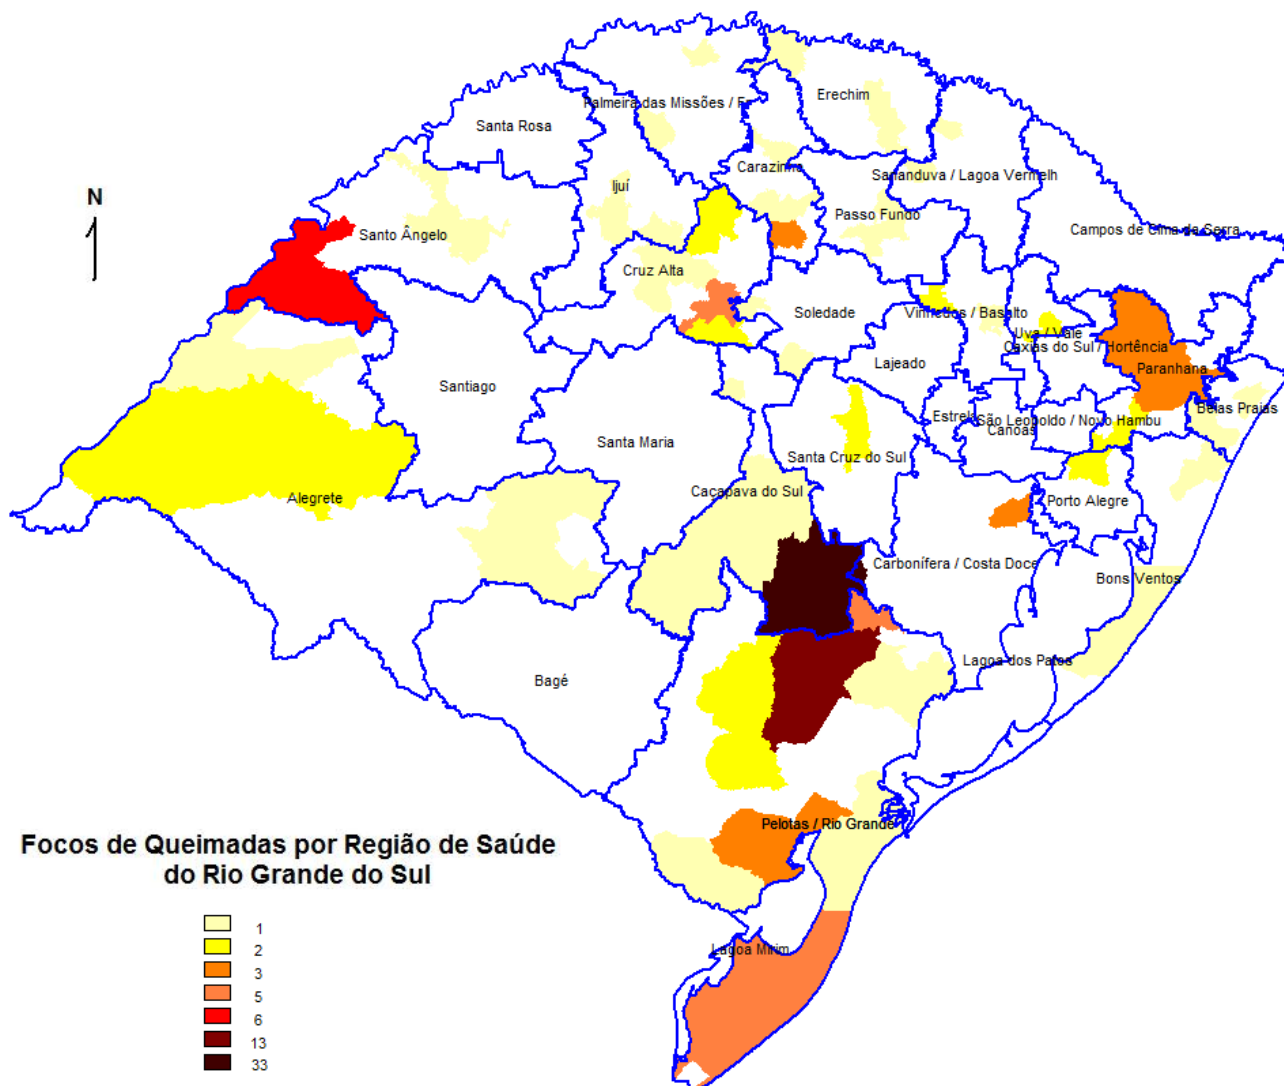 Erechim
Palmeira das Missões / Fr
Santa Rosa
Carazinho
Sananduva / Lagoa Vermelh
Ijuí
N
Passo Fundo
Campos de Cima da Serra
Santo Ângelo
Cruz Alta
Soledade
Vinhedos / Basalto
Uva / Vale
Caxias do Sul / Hortência
Lajeado
Paranhana
Santiago
Belas Praias
Estrela
São Leopoldo / Novo Hambu
Canoas
Santa Maria
Santa Cruz do Sul
Caçapava do Sul
Alegrete
Porto Alegre
Carbonífera / Costa Doce
Bons Ventos
Lagoa dos Patos
Bagé
Pelotas / Rio Grande
Focos de Queimadas por Região de Saúde
do Rio Grande do Sul
1
2
Lagoa Mirim
3
5
6
13
33